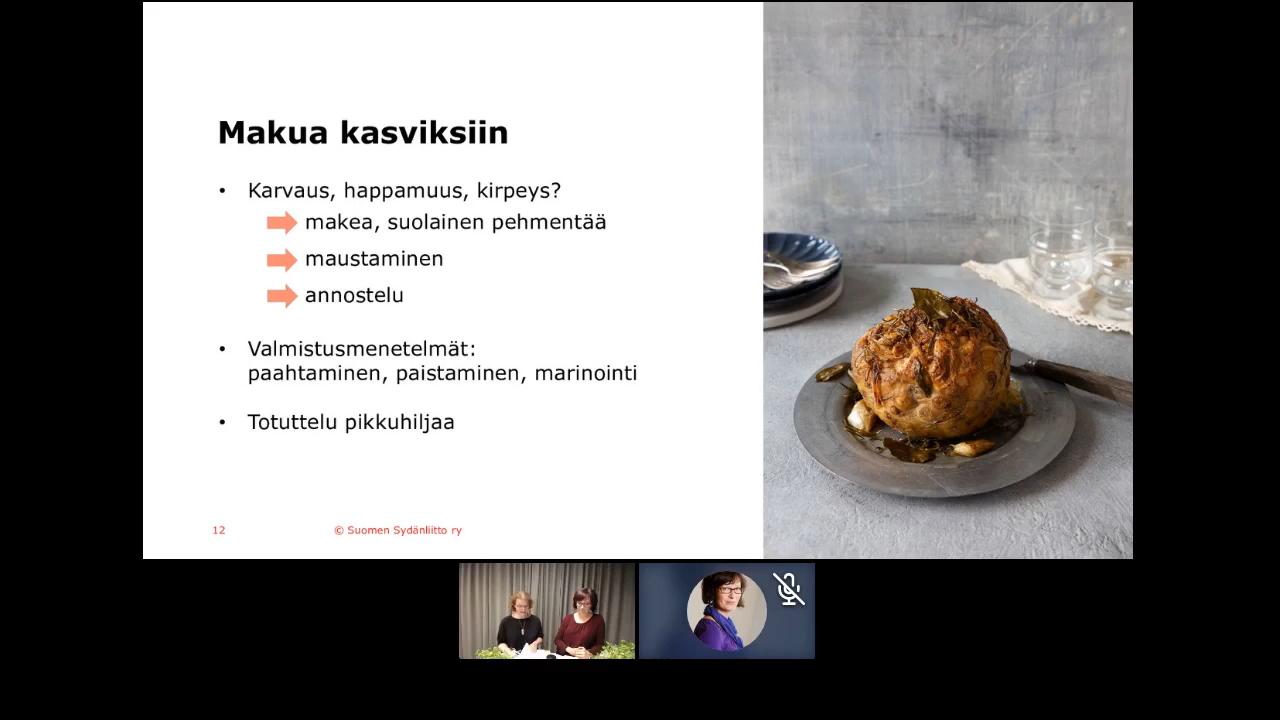 Makua kasviksiin
• Karvaus, happamuus, kirpeys?
makea, suolainen pehmentää
maustaminen
annostelu
• Valmistusmenetelmät:
paahtaminen, paistaminen, marinointi
• Totuttelu pikkuhiljaa
12
© Suomen Sydänliitto ry